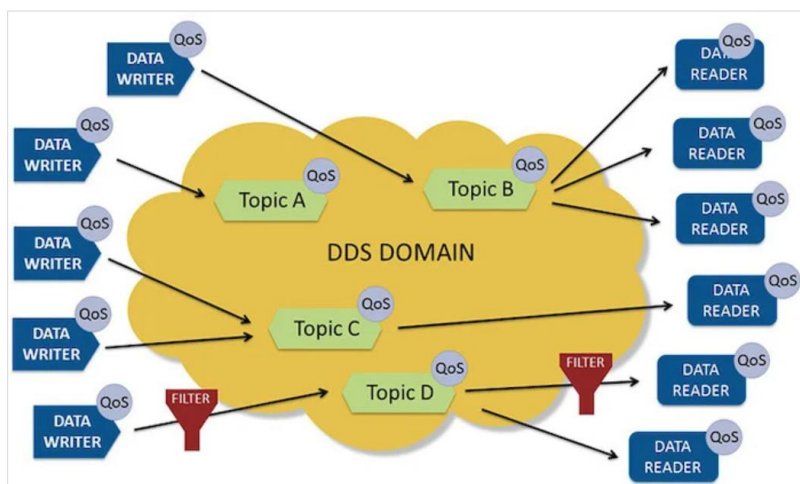 QoS
DATA
WRITER
QoS
DATA
READER
QoS
DATA
WRITER
QoS
DATA
READER
QoS
Topic A
QoS
Topic B
QoS
DATA
READER
QoS
DATA
WRITER
DDS DOMAIN
QoS
DATA
READER
QoS
DATA
WRITER
QoS
Topic C
QoS
Topic D
FILTER
QoS
DATA
READER
QoS
DATA
WRITER
FILTER
QoS
DATA
READER